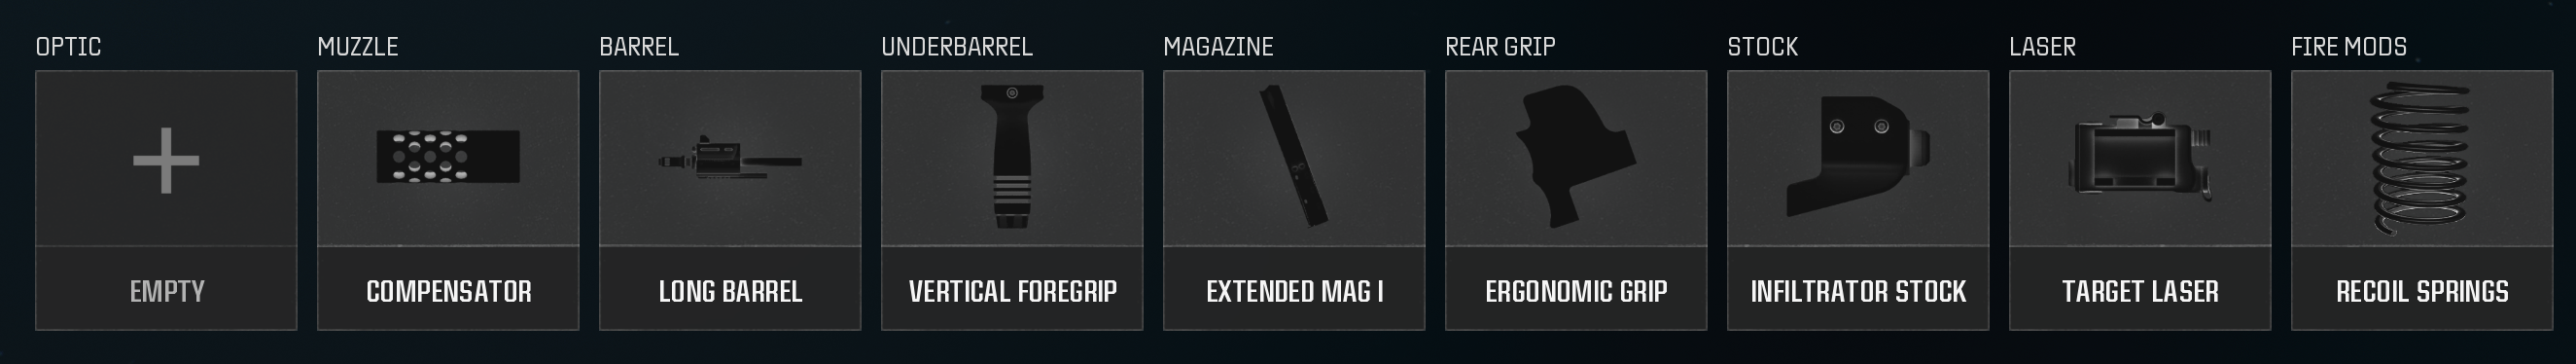 OPTIC
MUZZLE
BARREL
UNDERBARREL
MAGAZINE
REAR GRIP
STOCK
LASER
FIRE MODS
EMPTY
COMPENSATOR
LONG BARREL
VERTICAL FOREGRIP
EXTENDED MAG I
ERGONOMIC GRIP
INFILTRATOR STOCK
TARGET LASER
RECOIL SPRINGS